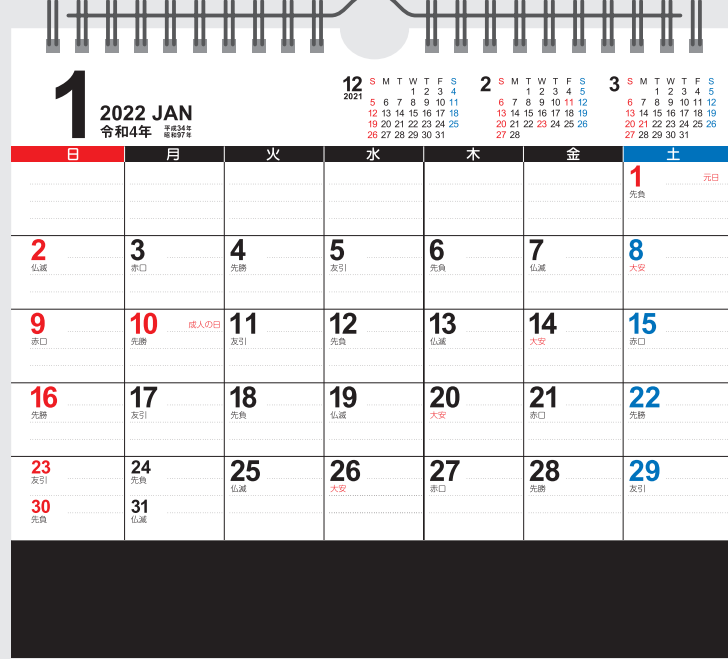 1
2022 JAN
令和4年 平成34年
昭和97年
12
2021
S M T W T F S
1 2 3 4
5 6 7 8 9 10 11
12 13 14 15 16 17 18
19 20 21 22 23 24 25
26 27 28 29 30 31
2
S M T W T F S
1 2 3 4 5
6 7 8 9 10 11 12
13 14 15 16 17 18 19
20 21 22 23 24 25 26
27 28
3
S M T W T F S
1 2 3 4 5
6 7 8 9 10 11 12
13 14 15 16 17 18 19
20 21 22 23 24 25 26
27 28 29 30 31
日 月 火 水 木 金 土
1 元日
先負
2 3 4 5 6 7 8
仏滅 赤口 先勝 友引 先負 仏滅 大安
9 10 成人の日 11 12 13 14 15
赤口 先勝 友引 先負 仏滅 大安 赤口
16 17 18 19 20 21 22
先勝 友引 先負 仏滅 大安 赤口 先勝
23 24 25 26 27 28 29
友引 先負 仏滅 大安 赤口 先勝 友引
30 31
先負 仏滅